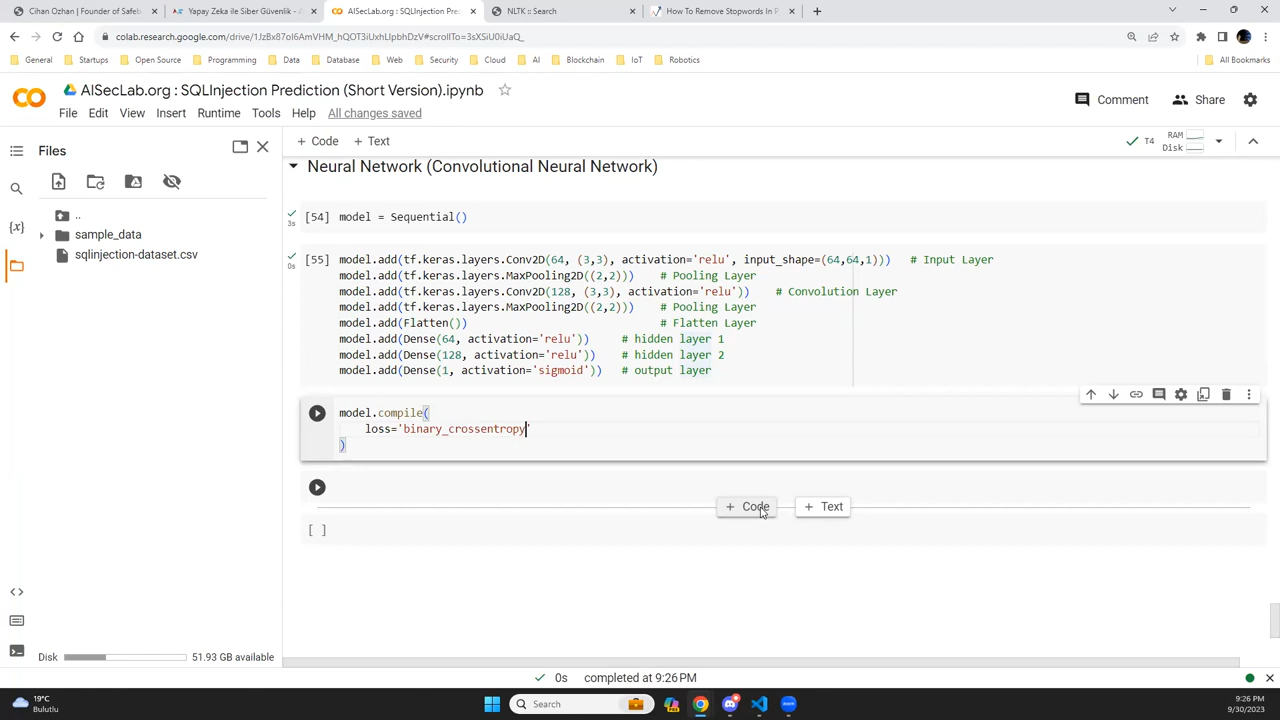 Cihan Ozhan | Founder of Safeb
Yapay Zeka ile Siber Güvenlik - A
AISecLab.org : SQLInjection Pred
NLTK :: Search
How To Remove Stopwords In P
colab.research.google.com/drive/1JzBx87oI6AmVHM_hQOT3iUxhLlpbhDzV#scrollTo=3sXSiU0iUaQ_
General
Startups
Open Source
Programming
Data
Database
Web
Security
Cloud
AI
Blockchain
IoT
Robotics
All Bookmarks
AISecLab.org : SQLInjection Prediction (Short Version).ipynb
Comment
Share
File Edit View Insert Runtime Tools Help All changes saved
Files
+ Code + Text
T4
RAM
Disk
Neural Network (Convolutional Neural Network)
..
sample_data
sqlinjection-dataset.csv
3s
[54] model = Sequential()
0s
[55] model.add(tf.keras.layers.Conv2D(64, (3,3), activation='relu', input_shape=(64,64,1))) # Input Layer
model.add(tf.keras.layers.MaxPooling2D((2,2))) # Pooling Layer
model.add(tf.keras.layers.Conv2D(128, (3,3), activation='relu')) # Convolution Layer
model.add(tf.keras.layers.MaxPooling2D((2,2))) # Pooling Layer
model.add(Flatten()) # Flatten Layer
model.add(Dense(64, activation='relu')) # hidden layer 1
model.add(Dense(128, activation='relu')) # hidden layer 2
model.add(Dense(1, activation='sigmoid')) # output layer
model.compile(
loss='binary_crossentropy'
)
+ Code + Text
[ ]
Disk
51.93 GB available
0s completed at 9:26 PM
19°C
Bulutlu
Search
9:26 PM
9/30/2023